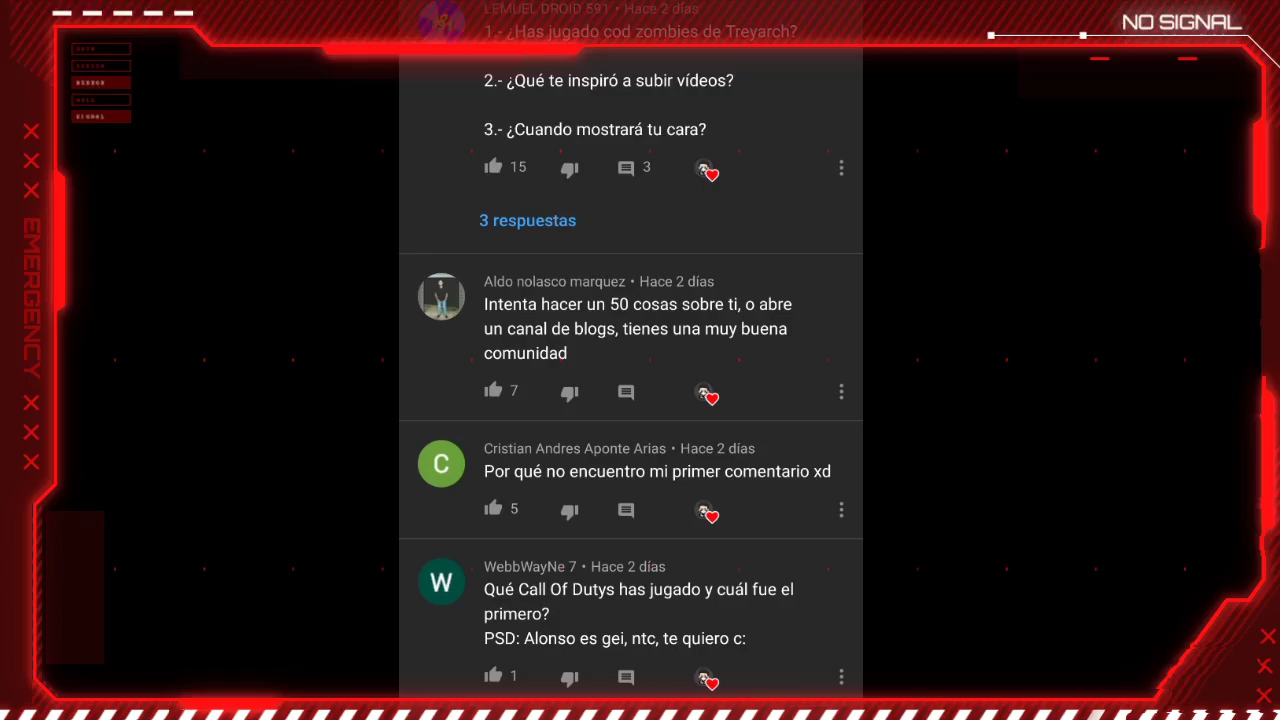 NO SIGNAL
LEMUEL DROID 591 • Hace 2 días
1.- ¿Has jugado cod zombies de Treyarch?
2.- ¿Qué te inspiró a subir vídeos?
3.- ¿Cuando mostrará tu cara?
15
3
3 respuestas
Aldo nolasco marquez • Hace 2 días
Intenta hacer un 50 cosas sobre ti, o abre
un canal de blogs, tienes una muy buena
comunidad
7
C
Cristian Andres Aponte Arias • Hace 2 días
Por qué no encuentro mi primer comentario xd
5
W
WebbWayNe 7 • Hace 2 días
Qué Call Of Dutys has jugado y cuál fue el
primero?
PSD: Alonso es gei, ntc, te quiero c:
1
EMERGENCY
SIGNAL